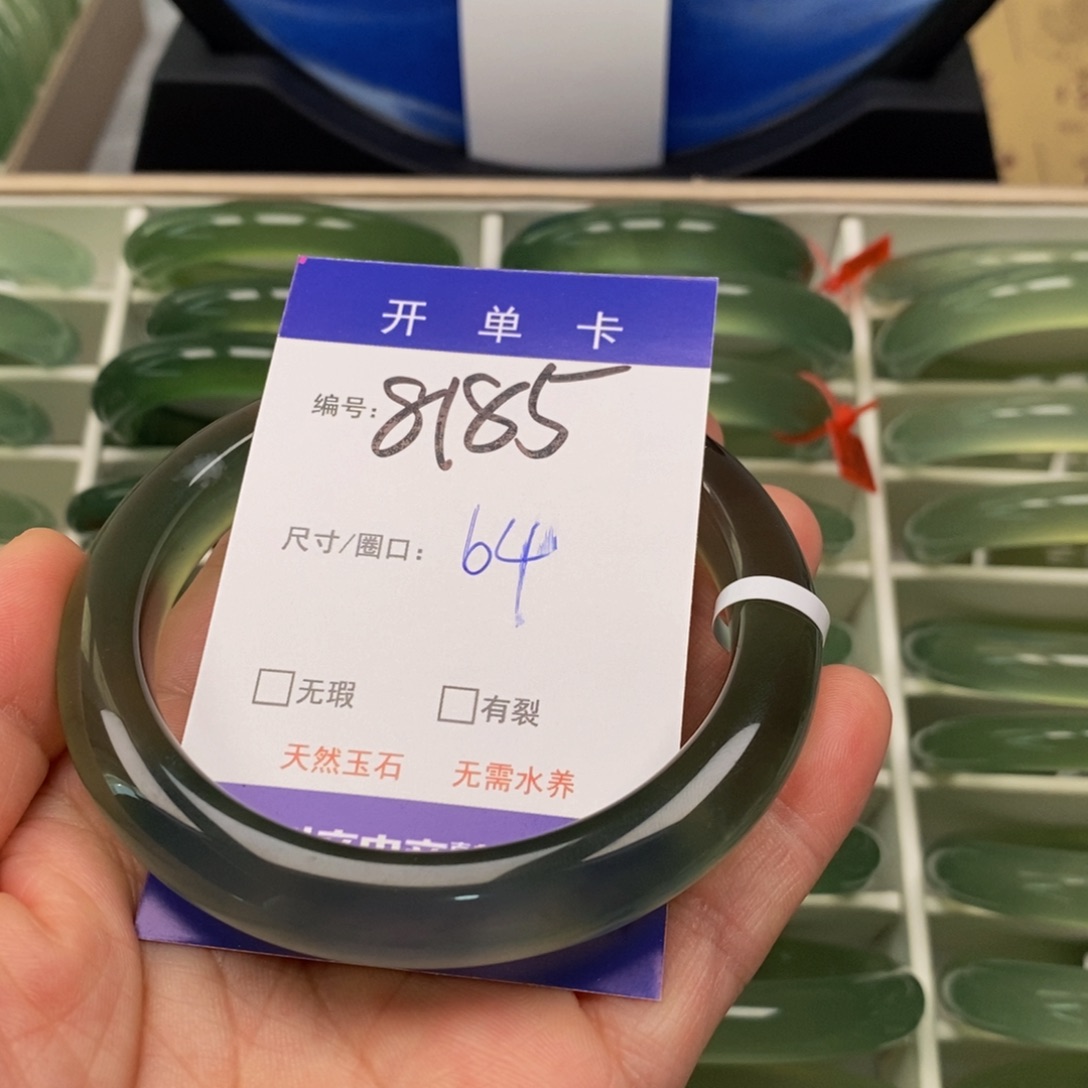 开单卡
编号: 8185
尺寸/圈口: 64
□无瑕 □有裂
天然玉石 无需水养